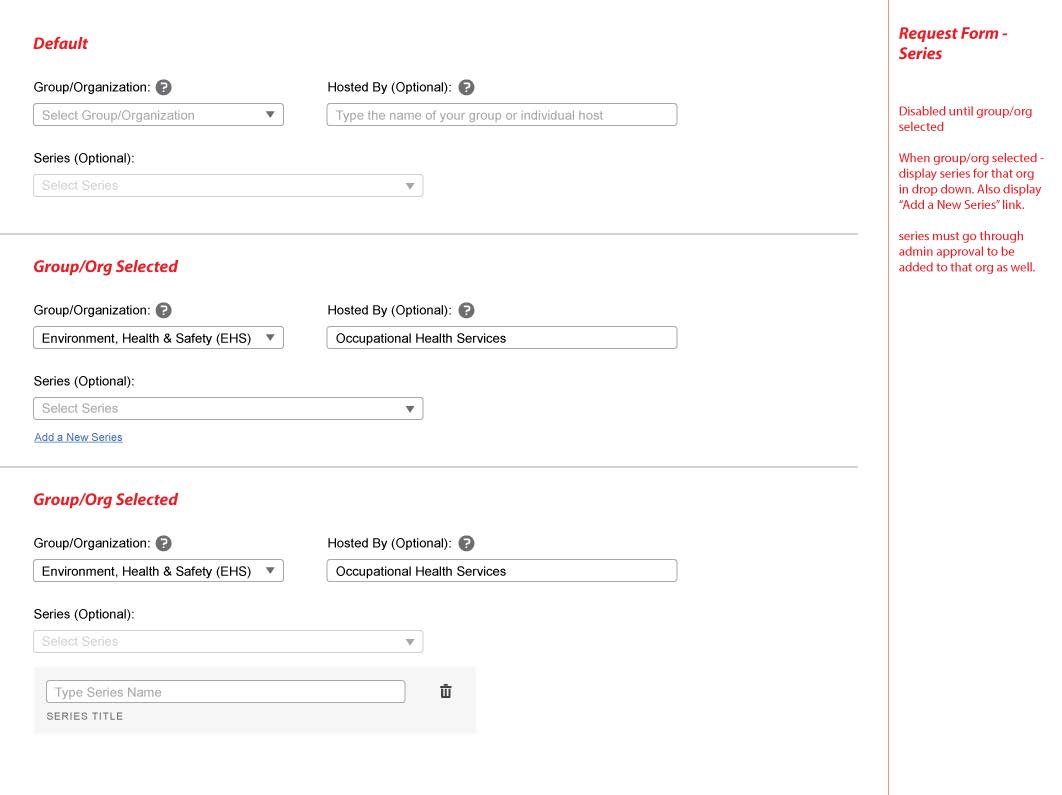 Default
Group/Organization: ?
Hosted By (Optional): ?
Select Group/Organization
Type the name of your group or individual host
Series (Optional):
Select Series
Group/Org Selected
Group/Organization: ?
Hosted By (Optional): ?
Environment, Health & Safety (EHS)
Occupational Health Services
Series (Optional):
Select Series
Add a New Series
Group/Org Selected
Group/Organization: ?
Hosted By (Optional): ?
Environment, Health & Safety (EHS)
Occupational Health Services
Series (Optional):
Select Series
Type Series Name
SERIES TITLE
Request Form -
Series
Disabled until group/org
selected
When group/org selected -
display series for that org
in drop down. Also display
“Add a New Series” link.
series must go through
admin approval to be
added to that org as well.